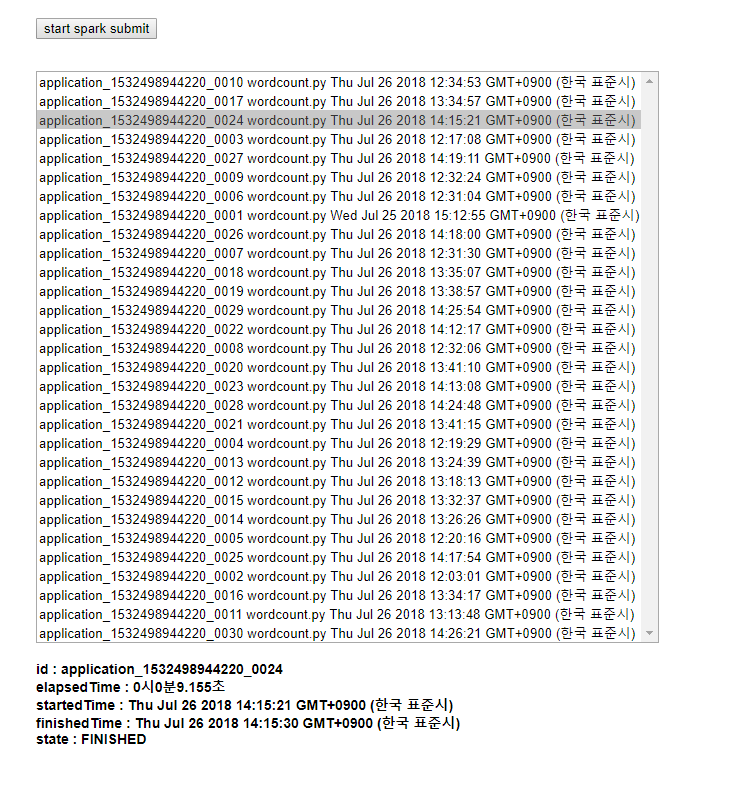 start spark submit
application_1532498944220_0010 wordcount.py Thu Jul 26 2018 12:34:53 GMT+0900 (한국 표준시)
application_1532498944220_0017 wordcount.py Thu Jul 26 2018 13:34:57 GMT+0900 (한국 표준시)
application_1532498944220_0024 wordcount.py Thu Jul 26 2018 14:15:21 GMT+0900 (한국 표준시)
application_1532498944220_0003 wordcount.py Thu Jul 26 2018 12:17:08 GMT+0900 (한국 표준시)
application_1532498944220_0027 wordcount.py Thu Jul 26 2018 14:19:11 GMT+0900 (한국 표준시)
application_1532498944220_0009 wordcount.py Thu Jul 26 2018 12:32:24 GMT+0900 (한국 표준시)
application_1532498944220_0006 wordcount.py Thu Jul 26 2018 12:31:04 GMT+0900 (한국 표준시)
application_1532498944220_0001 wordcount.py Wed Jul 25 2018 15:12:55 GMT+0900 (한국 표준시)
application_1532498944220_0026 wordcount.py Thu Jul 26 2018 14:18:00 GMT+0900 (한국 표준시)
application_1532498944220_0007 wordcount.py Thu Jul 26 2018 12:31:30 GMT+0900 (한국 표준시)
application_1532498944220_0018 wordcount.py Thu Jul 26 2018 13:35:07 GMT+0900 (한국 표준시)
application_1532498944220_0019 wordcount.py Thu Jul 26 2018 13:38:57 GMT+0900 (한국 표준시)
application_1532498944220_0029 wordcount.py Thu Jul 26 2018 14:25:54 GMT+0900 (한국 표준시)
application_1532498944220_0022 wordcount.py Thu Jul 26 2018 14:12:17 GMT+0900 (한국 표준시)
application_1532498944220_0008 wordcount.py Thu Jul 26 2018 12:32:06 GMT+0900 (한국 표준시)
application_1532498944220_0020 wordcount.py Thu Jul 26 2018 13:41:10 GMT+0900 (한국 표준시)
application_1532498944220_0023 wordcount.py Thu Jul 26 2018 14:13:08 GMT+0900 (한국 표준시)
application_1532498944220_0028 wordcount.py Thu Jul 26 2018 14:24:48 GMT+0900 (한국 표준시)
application_1532498944220_0021 wordcount.py Thu Jul 26 2018 13:41:15 GMT+0900 (한국 표준시)
application_1532498944220_0004 wordcount.py Thu Jul 26 2018 12:19:29 GMT+0900 (한국 표준시)
application_1532498944220_0013 wordcount.py Thu Jul 26 2018 13:24:39 GMT+0900 (한국 표준시)
application_1532498944220_0012 wordcount.py Thu Jul 26 2018 13:18:13 GMT+0900 (한국 표준시)
application_1532498944220_0015 wordcount.py Thu Jul 26 2018 13:32:37 GMT+0900 (한국 표준시)
application_1532498944220_0014 wordcount.py Thu Jul 26 2018 13:26:26 GMT+0900 (한국 표준시)
application_1532498944220_0005 wordcount.py Thu Jul 26 2018 12:20:16 GMT+0900 (한국 표준시)
application_1532498944220_0025 wordcount.py Thu Jul 26 2018 14:17:54 GMT+0900 (한국 표준시)
application_1532498944220_0002 wordcount.py Thu Jul 26 2018 12:03:01 GMT+0900 (한국 표준시)
application_1532498944220_0016 wordcount.py Thu Jul 26 2018 13:34:17 GMT+0900 (한국 표준시)
application_1532498944220_0011 wordcount.py Thu Jul 26 2018 13:13:48 GMT+0900 (한국 표준시)
application_1532498944220_0030 wordcount.py Thu Jul 26 2018 14:26:21 GMT+0900 (한국 표준시)
id : application_1532498944220_0024
elapsedTime : 0시0분9.155초
startedTime : Thu Jul 26 2018 14:15:21 GMT+0900 (한국 표준시)
finishedTime : Thu Jul 26 2018 14:15:30 GMT+0900 (한국 표준시)
state : FINISHED